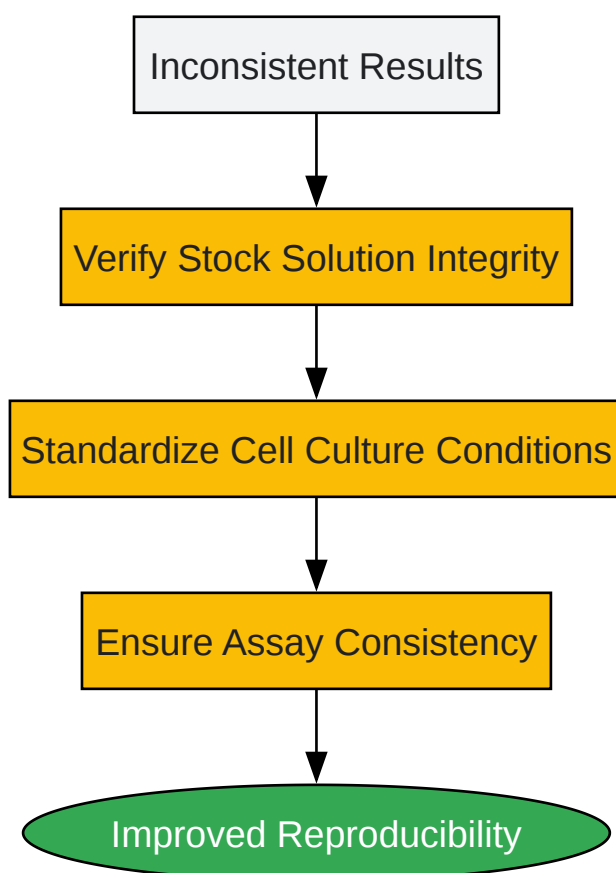 Inconsistent Results
Verify Stock Solution Integrity
Standardize Cell Culture Conditions
Ensure Assay Consistency
Improved Reproducibility